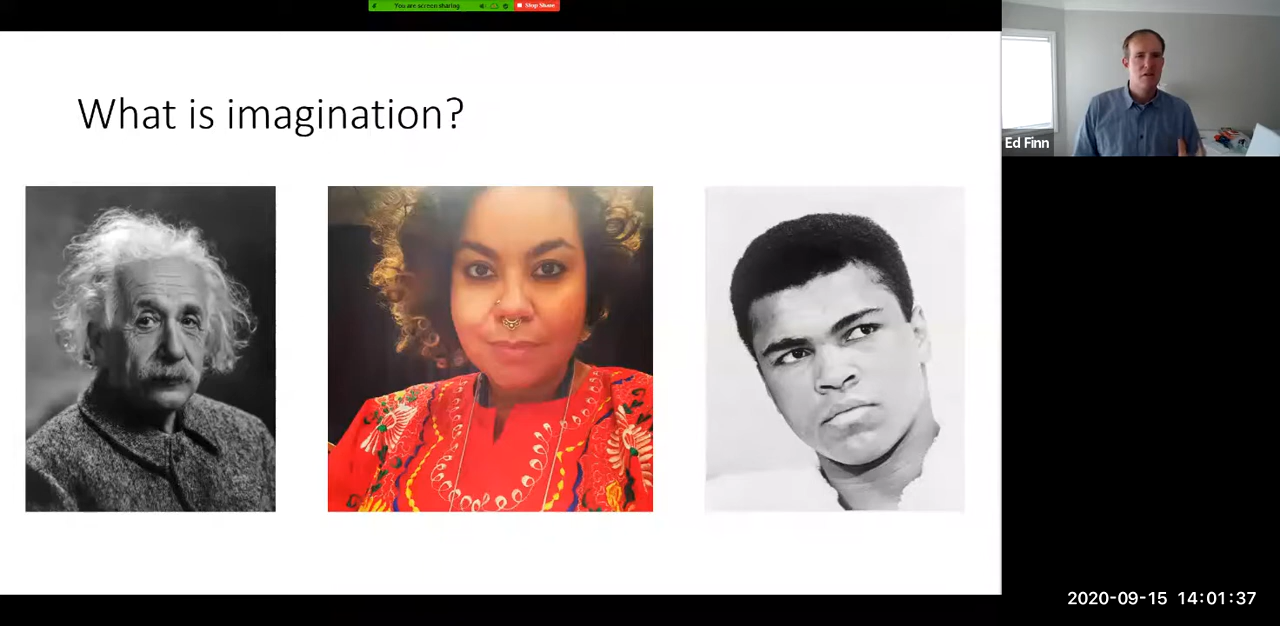 You are screen sharing
Stop Share
What is imagination?
Ed Finn
2020-09-15 14:01:37